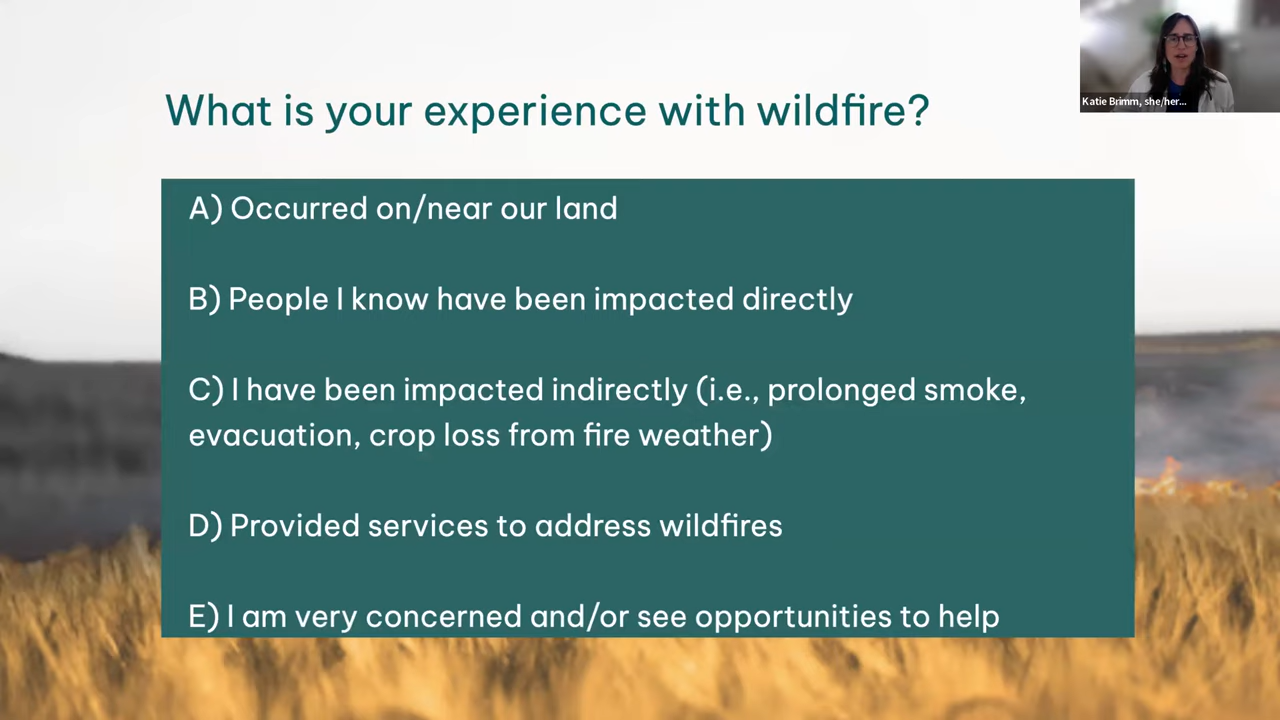 What is your experience with wildfire?
A) Occurred on/near our land
B) People I know have been impacted directly
C) I have been impacted indirectly (i.e., prolonged smoke,
evacuation, crop loss from fire weather)
D) Provided services to address wildfires
E) I am very concerned and/or see opportunities to help
Katie Brimm, she/her...